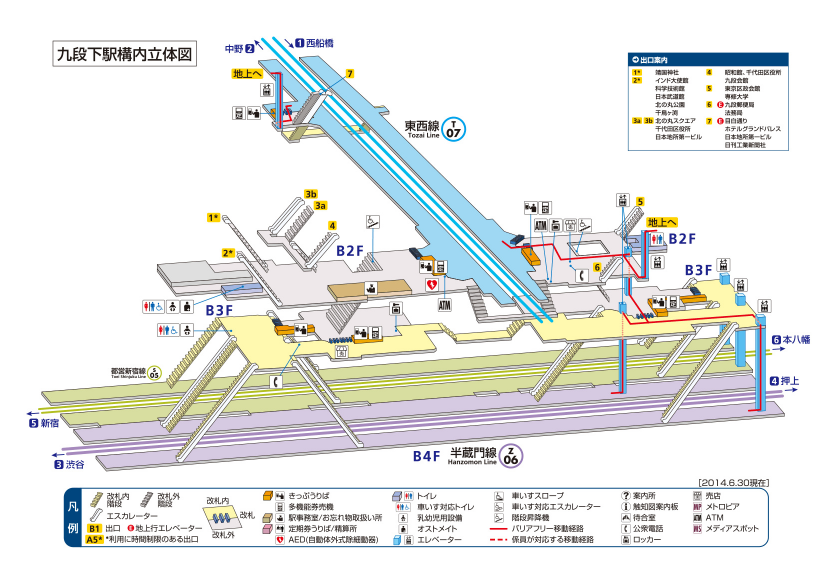 九段下駅構内立体図
中野 2
1 西船橋
地上へ
7
東西線
Tozai Line
T
07
出口案内
1* 靖国神社
2* インド大使館
科学技術館
日本武道館
北の丸公園
千鳥ヶ渕
3a 3b 北の丸スクエア
千代田区役所
日本地所第一ビル
4 昭和館、千代田区役所
九段会館
5 東京区政会館
専修大学
6 E 九段郵便局
法務局
7 E 目白通り
ホテルグランドパレス
日本地所第一ビル
日刊工業新聞社
3b
3a
1*
4
2*
B2F
5
地上へ
B2F
ATM
6
B3F
ATM
B3F
都営新宿線
Toei Shinjuku Line
S
05
6 本八幡
4 押上
5 新宿
3 渋谷
B4F
半蔵門線
Hanzomon Line
Z
06
[2014.6.30現在]
凡例
改札内
階段
改札外
階段
エスカレーター
B1 出口
E 地上行エレベーター
A5* *利用に時間制限のある出口
改札内
改札
改札外
きっぷうりば
多機能券売機
駅事務室/お忘れ物取扱い所
定期券うりば/精算所
AED(自動体外式除細動器)
トイレ
車いす対応トイレ
乳幼児用設備
オストメイト
エレベーター
車いすスロープ
車いす対応エスカレーター
階段昇降機
バリアフリー移動経路
係員が対応する移動経路
? 案内所
触知図案内板
待合室
公衆電話
ロッカー
売店
MP メトロピア
ATM ATM
MS メディアスポット